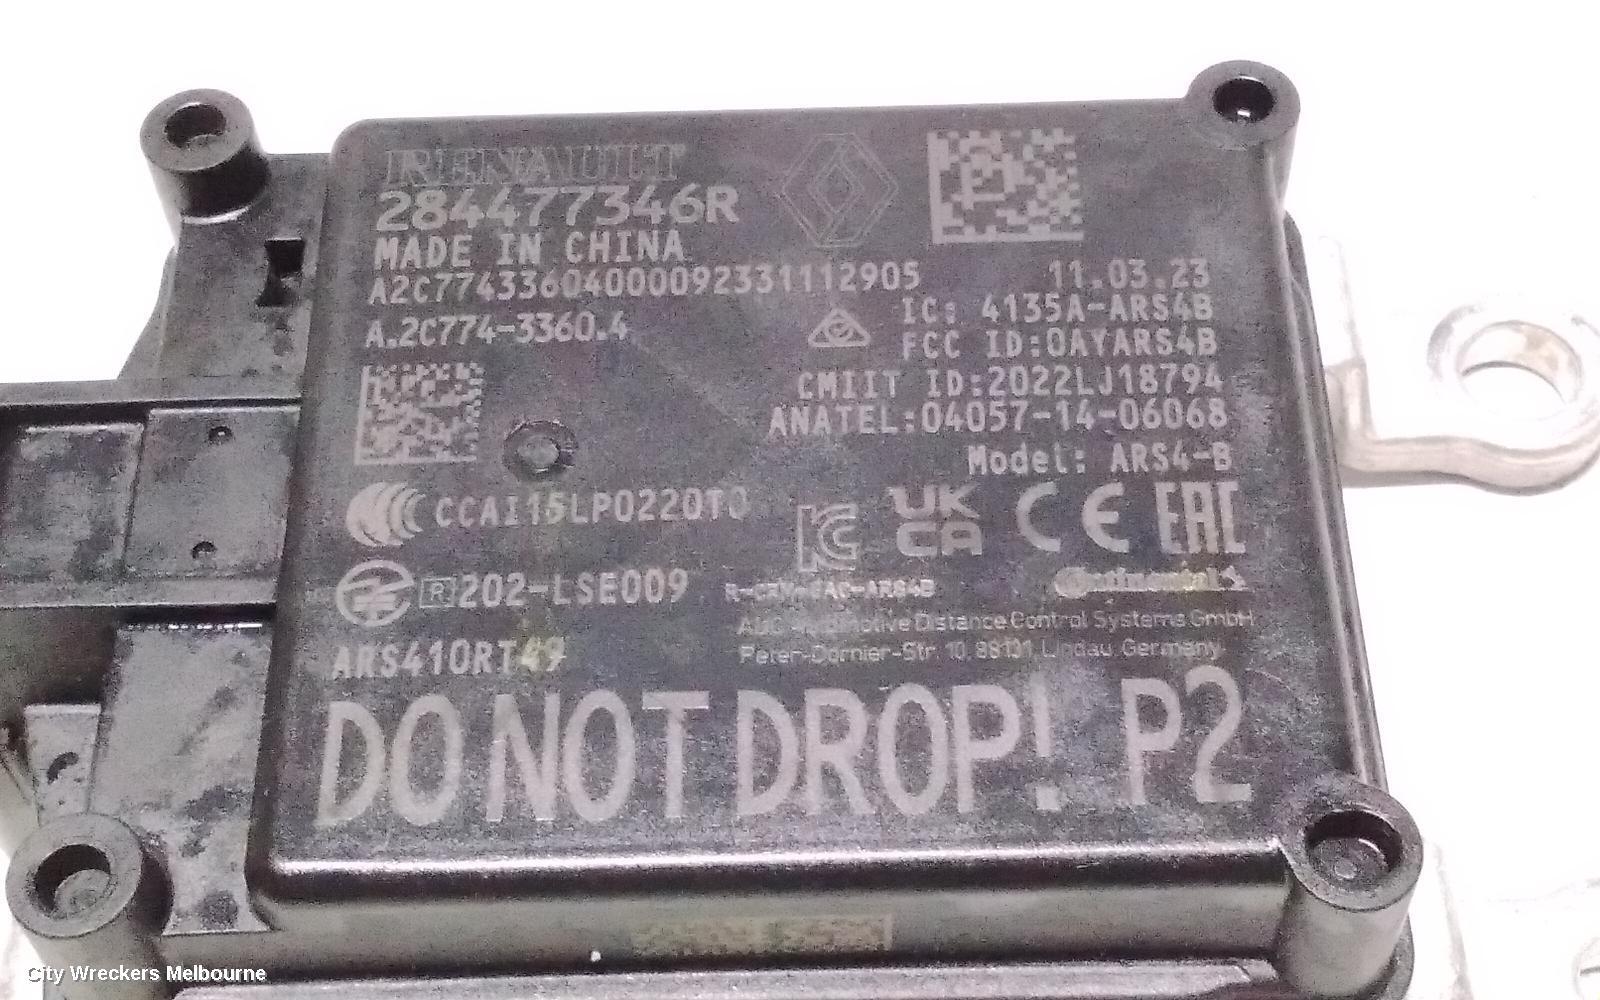 RENAULT
284477346R
MADE IN CHINA
A2C7743360400009233​1112905
A.2C774-3360.4
11.03.23
IC: 4135A-ARS4B
FCC ID:OAYARS4B
CMIIT ID:2022LJ18794
ANATEL:04057-14-06068
Model: ARS4-B
CCAI15LP0220T0
UK
CA
CE
EAC
R 202-LSE009
Continental
ADC Automotive Distance Control Systems GmbH
Peter-Dornier-Str. 10, 88131 Lindau, Germany
ARS410RT49
DO NOT DROP! P2
City Wreckers Melbourne